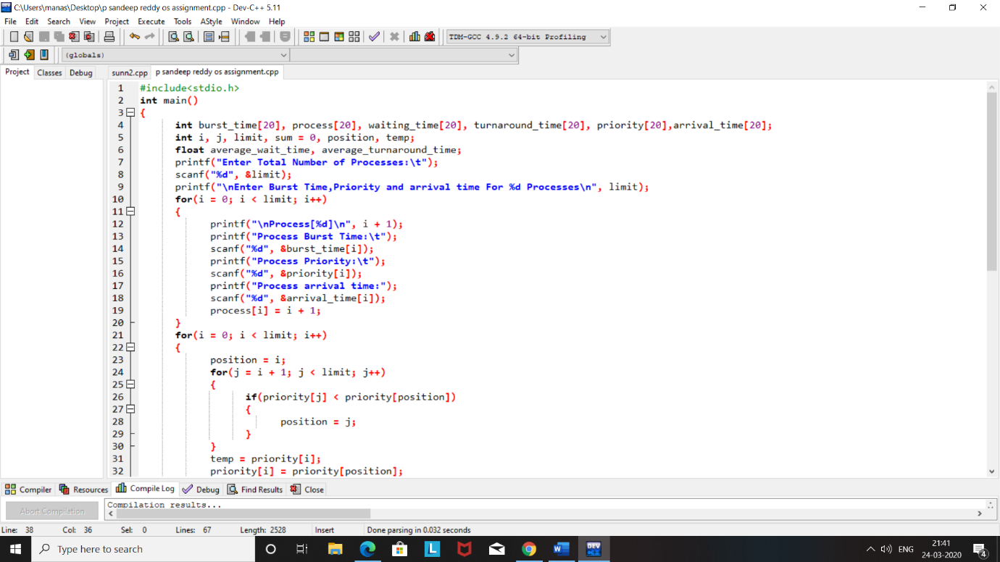 C:\Users\manas\Desktop\p sandeep reddy os assignment.cpp - Dev-C++ 5.11
File Edit Search View Project Execute Tools AStyle Window Help
TDM-GCC 4.9.2 64-bit Profiling
(globals)
Project Classes Debug sunn2.cpp p sandeep reddy os assignment.cpp
1 #include<stdio.h>
2 int main()
3 {
4 int burst_time[20], process[20], waiting_time[20], turnaround_time[20], priority[20],arrival_time[20];
5 int i, j, limit, sum = 0, position, temp;
6 float average_wait_time, average_turnaround_time;
7 printf("Enter Total Number of Processes:\t");
8 scanf("%d", &limit);
9 printf("\nEnter Burst Time,Priority and arrival time For %d Processes\n", limit);
10 for(i = 0; i < limit; i++)
11 {
12 printf("\nProcess[%d]\n", i + 1);
13 printf("Process Burst Time:\t");
14 scanf("%d", &burst_time[i]);
15 printf("Process Priority:\t");
16 scanf("%d", &priority[i]);
17 printf("Process arrival time:");
18 scanf("%d", &arrival_time[i]);
19 process[i] = i + 1;
20 }
21 for(i = 0; i < limit; i++)
22 {
23 position = i;
24 for(j = i + 1; j < limit; j++)
25 {
26 if(priority[j] < priority[position])
27 {
28 position = j;
29 }
30 }
31 temp = priority[i];
32 priority[i] = priority[position];
Compiler Resources Compile Log Debug Find Results Close
Abort Compilation
Compilation results...
Line: 38 Col: 36 Sel: 0 Lines: 67 Length: 2528 Insert Done parsing in 0.032 seconds
Type here to search
L
W
DEV
ENG
21:41
24-03-2020
4